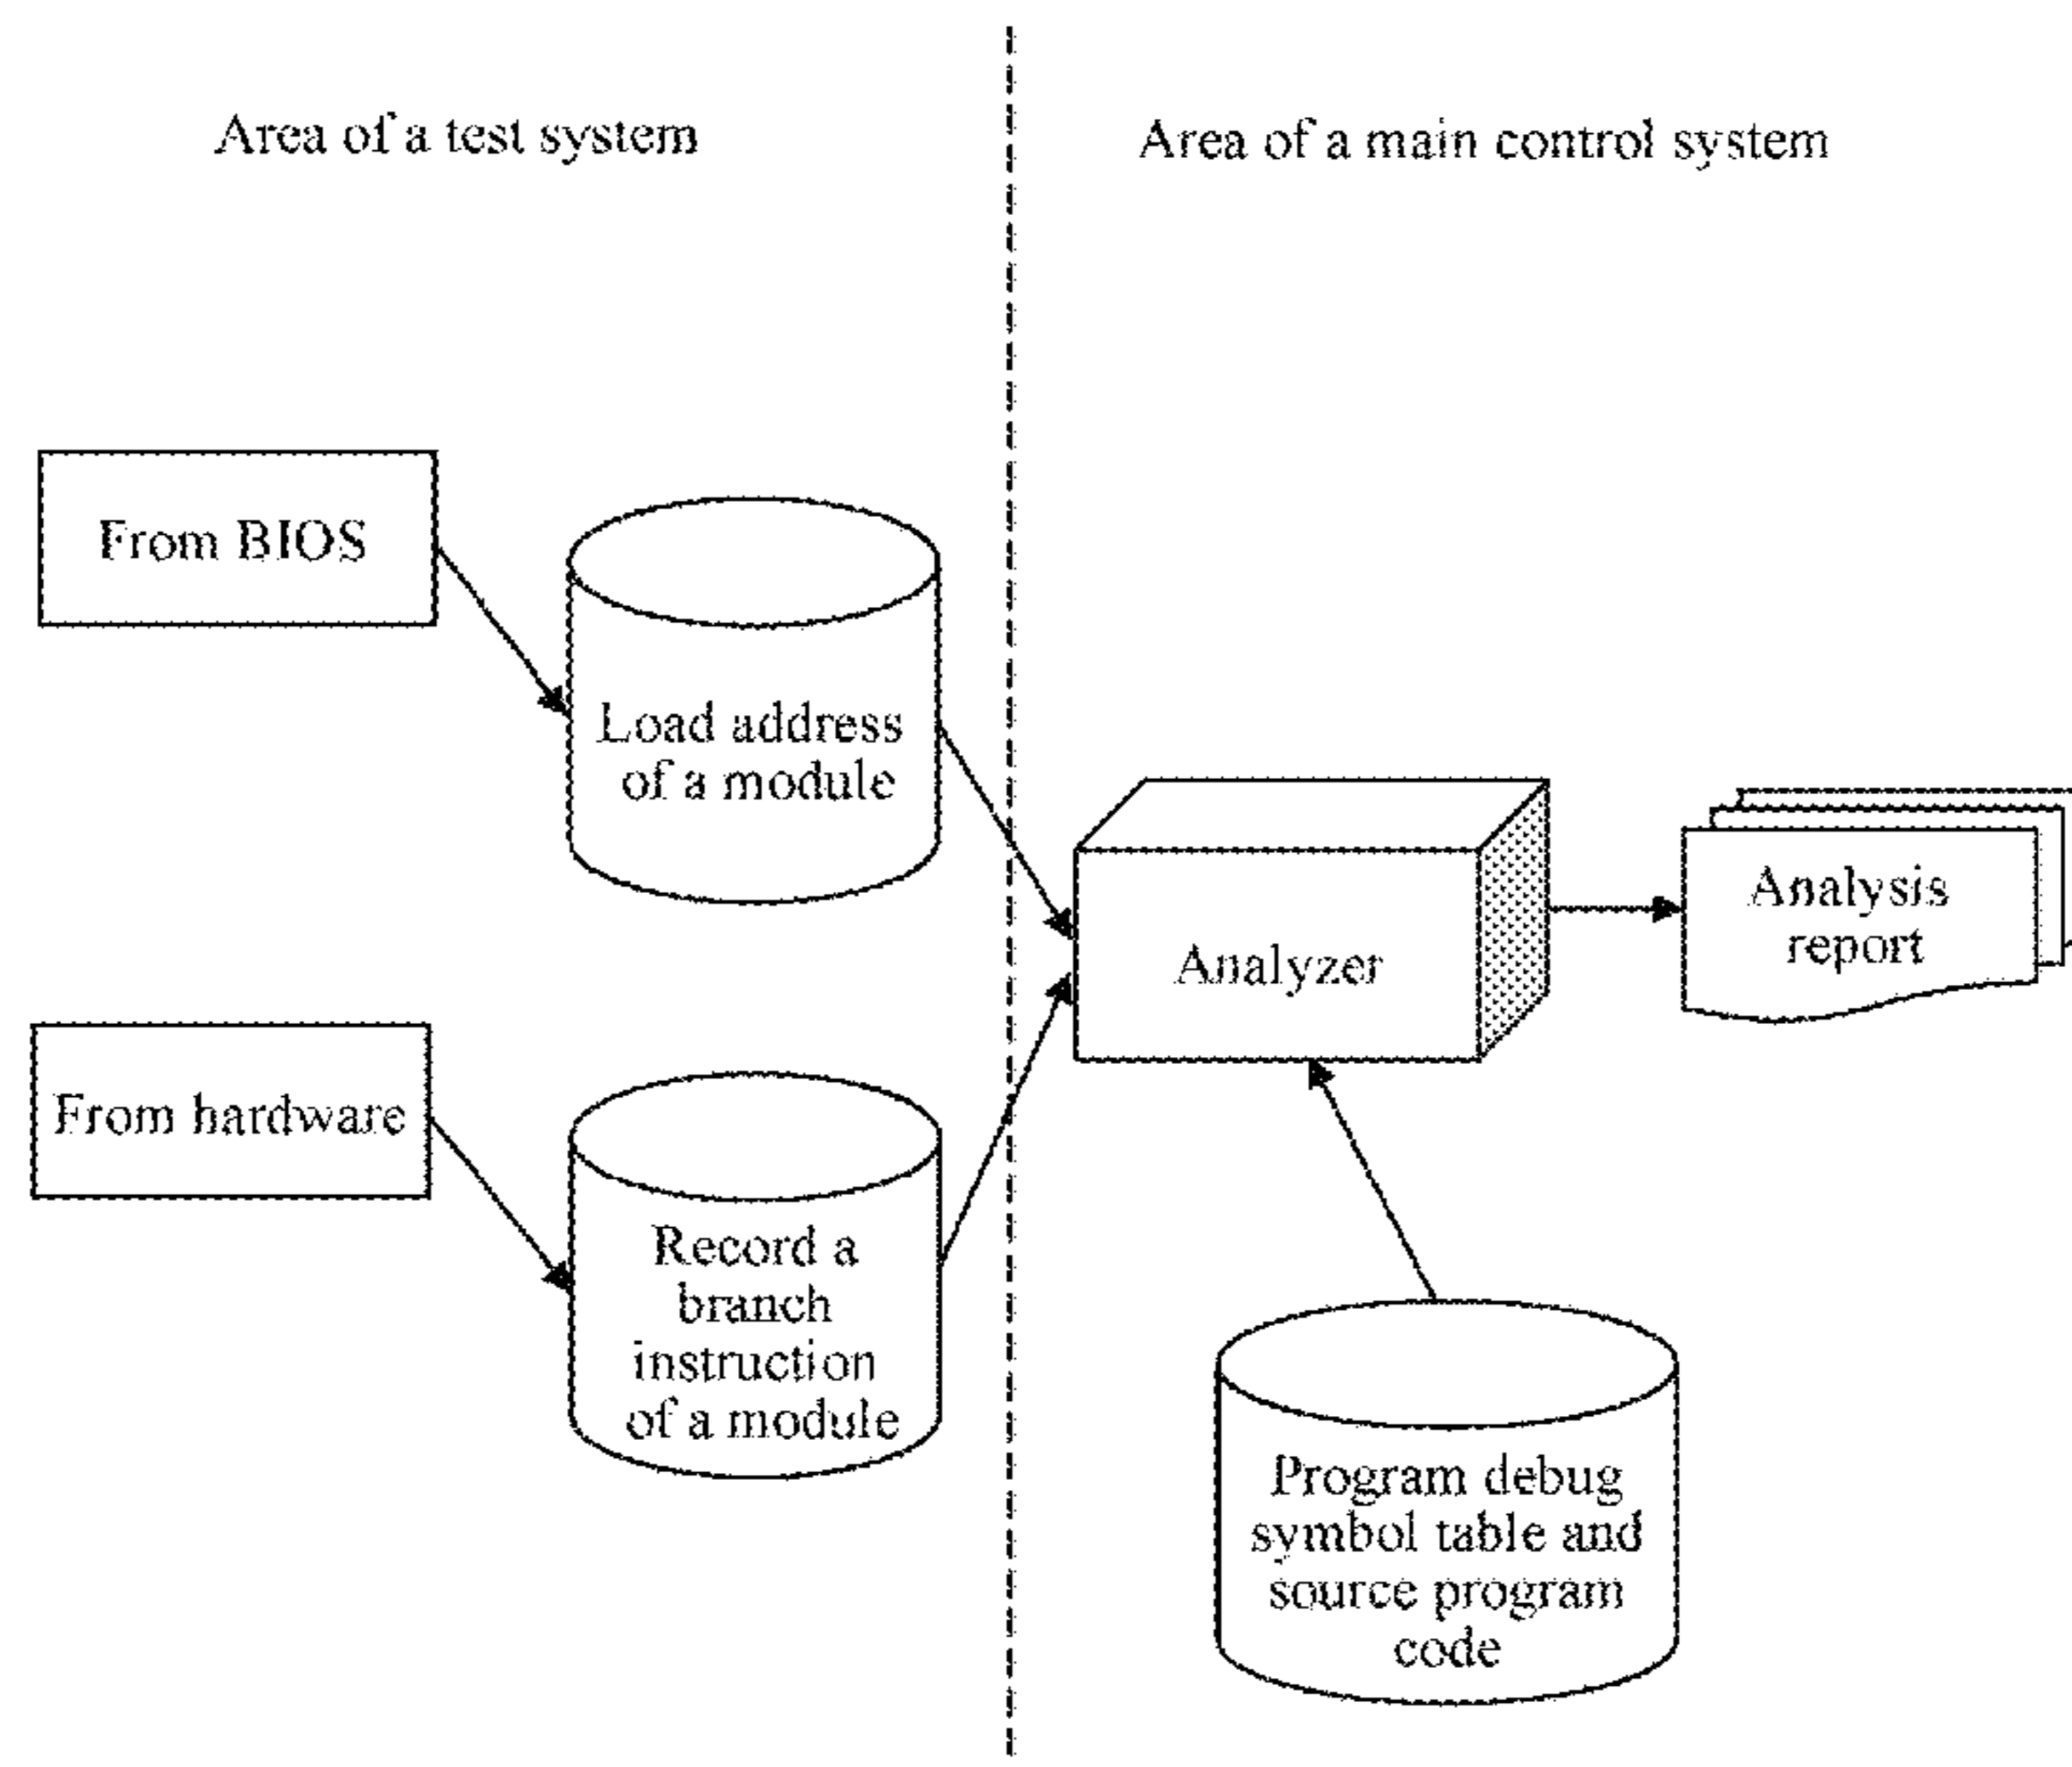 Area of a test system
Area of a main control system
From BIOS
Load address
of a module
Analyzer
Analysis
report
From hardware
Record a
branch
instruction
of a module
Program debug
symbol table and
source program
code